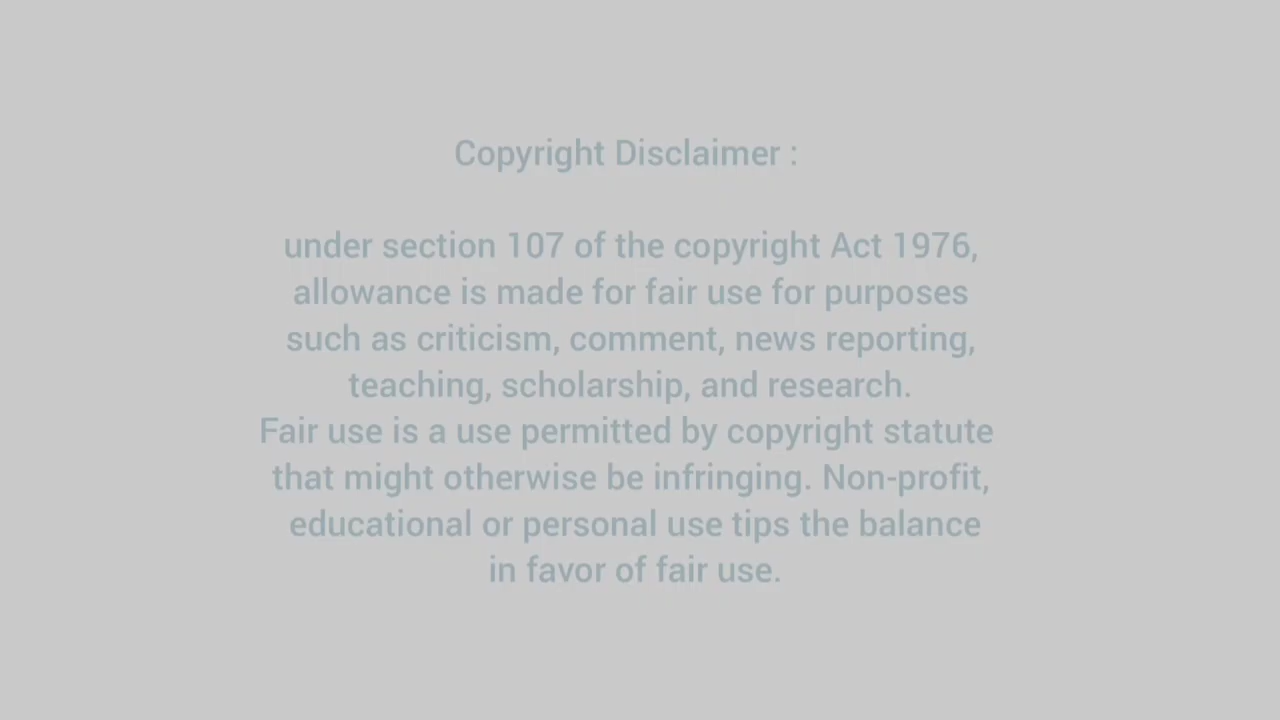 Copyright Disclaimer :
under section 107 of the copyright Act 1976,
allowance is made for fair use for purposes
such as criticism, comment, news reporting,
teaching, scholarship, and research.
Fair use is a use permitted by copyright statute
that might otherwise be infringing. Non-profit,
educational or personal use tips the balance
in favor of fair use.